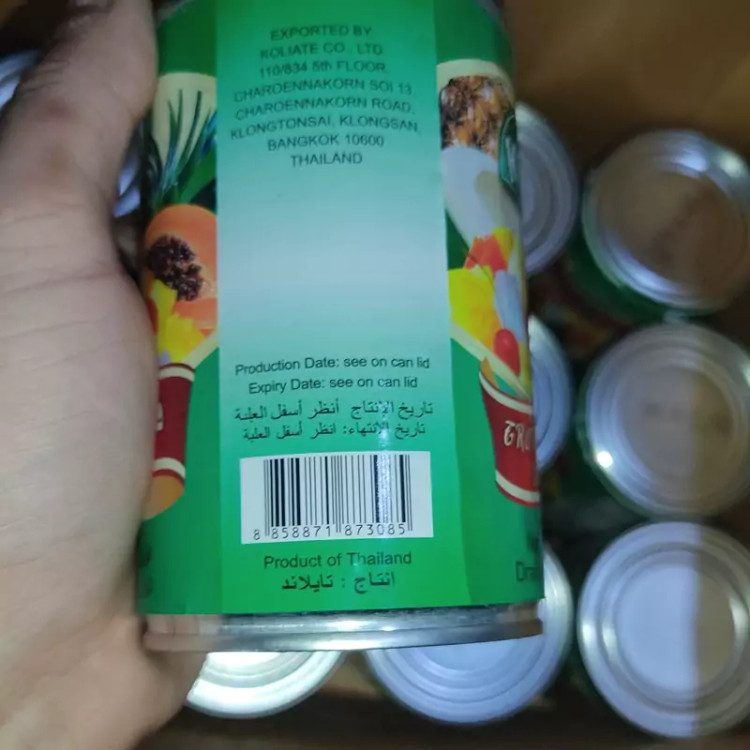 EXPORTED BY
KOLIATE CO., LTD.
110/834 5th FLOOR,
CHAROENNAKORN SOI 13
CHAROENNAKORN ROAD,
KLONGTONSAI, KLONGSAN,
BANGKOK 10600
THAILAND
Production Date: see on can lid
Expiry Date: see on can lid
تاريخ الإنتاج أنظر أسفل العلبة
تاريخ الانتهاء: انظر أسفل العلبة
8 858871 873085
Product of Thailand
انتاج : تايلاند